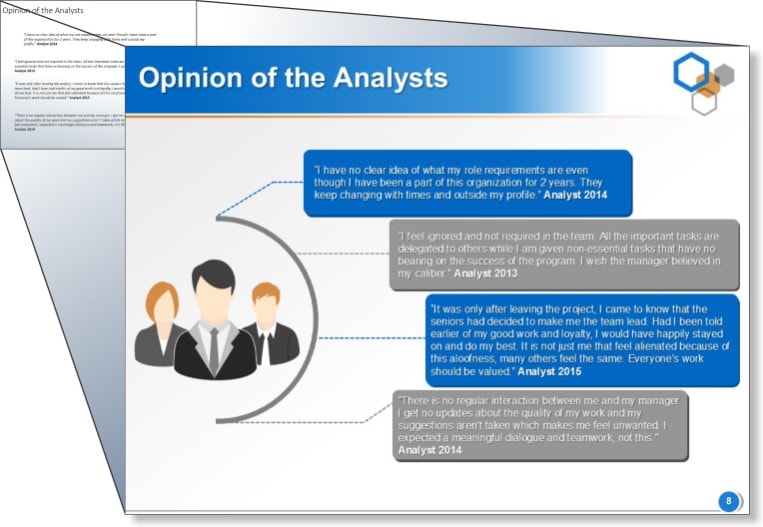 Opinion of the Analysts
Opinion of the Analysts
"I have no clear idea of what my role requirements are even
though I have been a part of this organization for 2 years. They
keep changing with times and outside my profile." Analyst 2014
"I feel ignored and not required in the team. All the important tasks are
delegated to others while I am given non-essential tasks that have no
bearing on the success of the program. I wish the manager believed in
my caliber." Analyst 2013
"It was only after leaving the project, I came to know that the
seniors had decided to make me the team lead. Had I been told
earlier of my good work and loyalty, I would have happily stayed
on and do my best. It is not just me that feel alienated because of
this aloofness, many others feel the same. Everyone's work
should be valued." Analyst 2015
"There is no regular interaction between me and my manager.
I get no updates about the quality of my work and my
suggestions aren't taken which makes me feel unwanted. I
expected a meaningful dialogue and teamwork, not this."
Analyst 2014
8